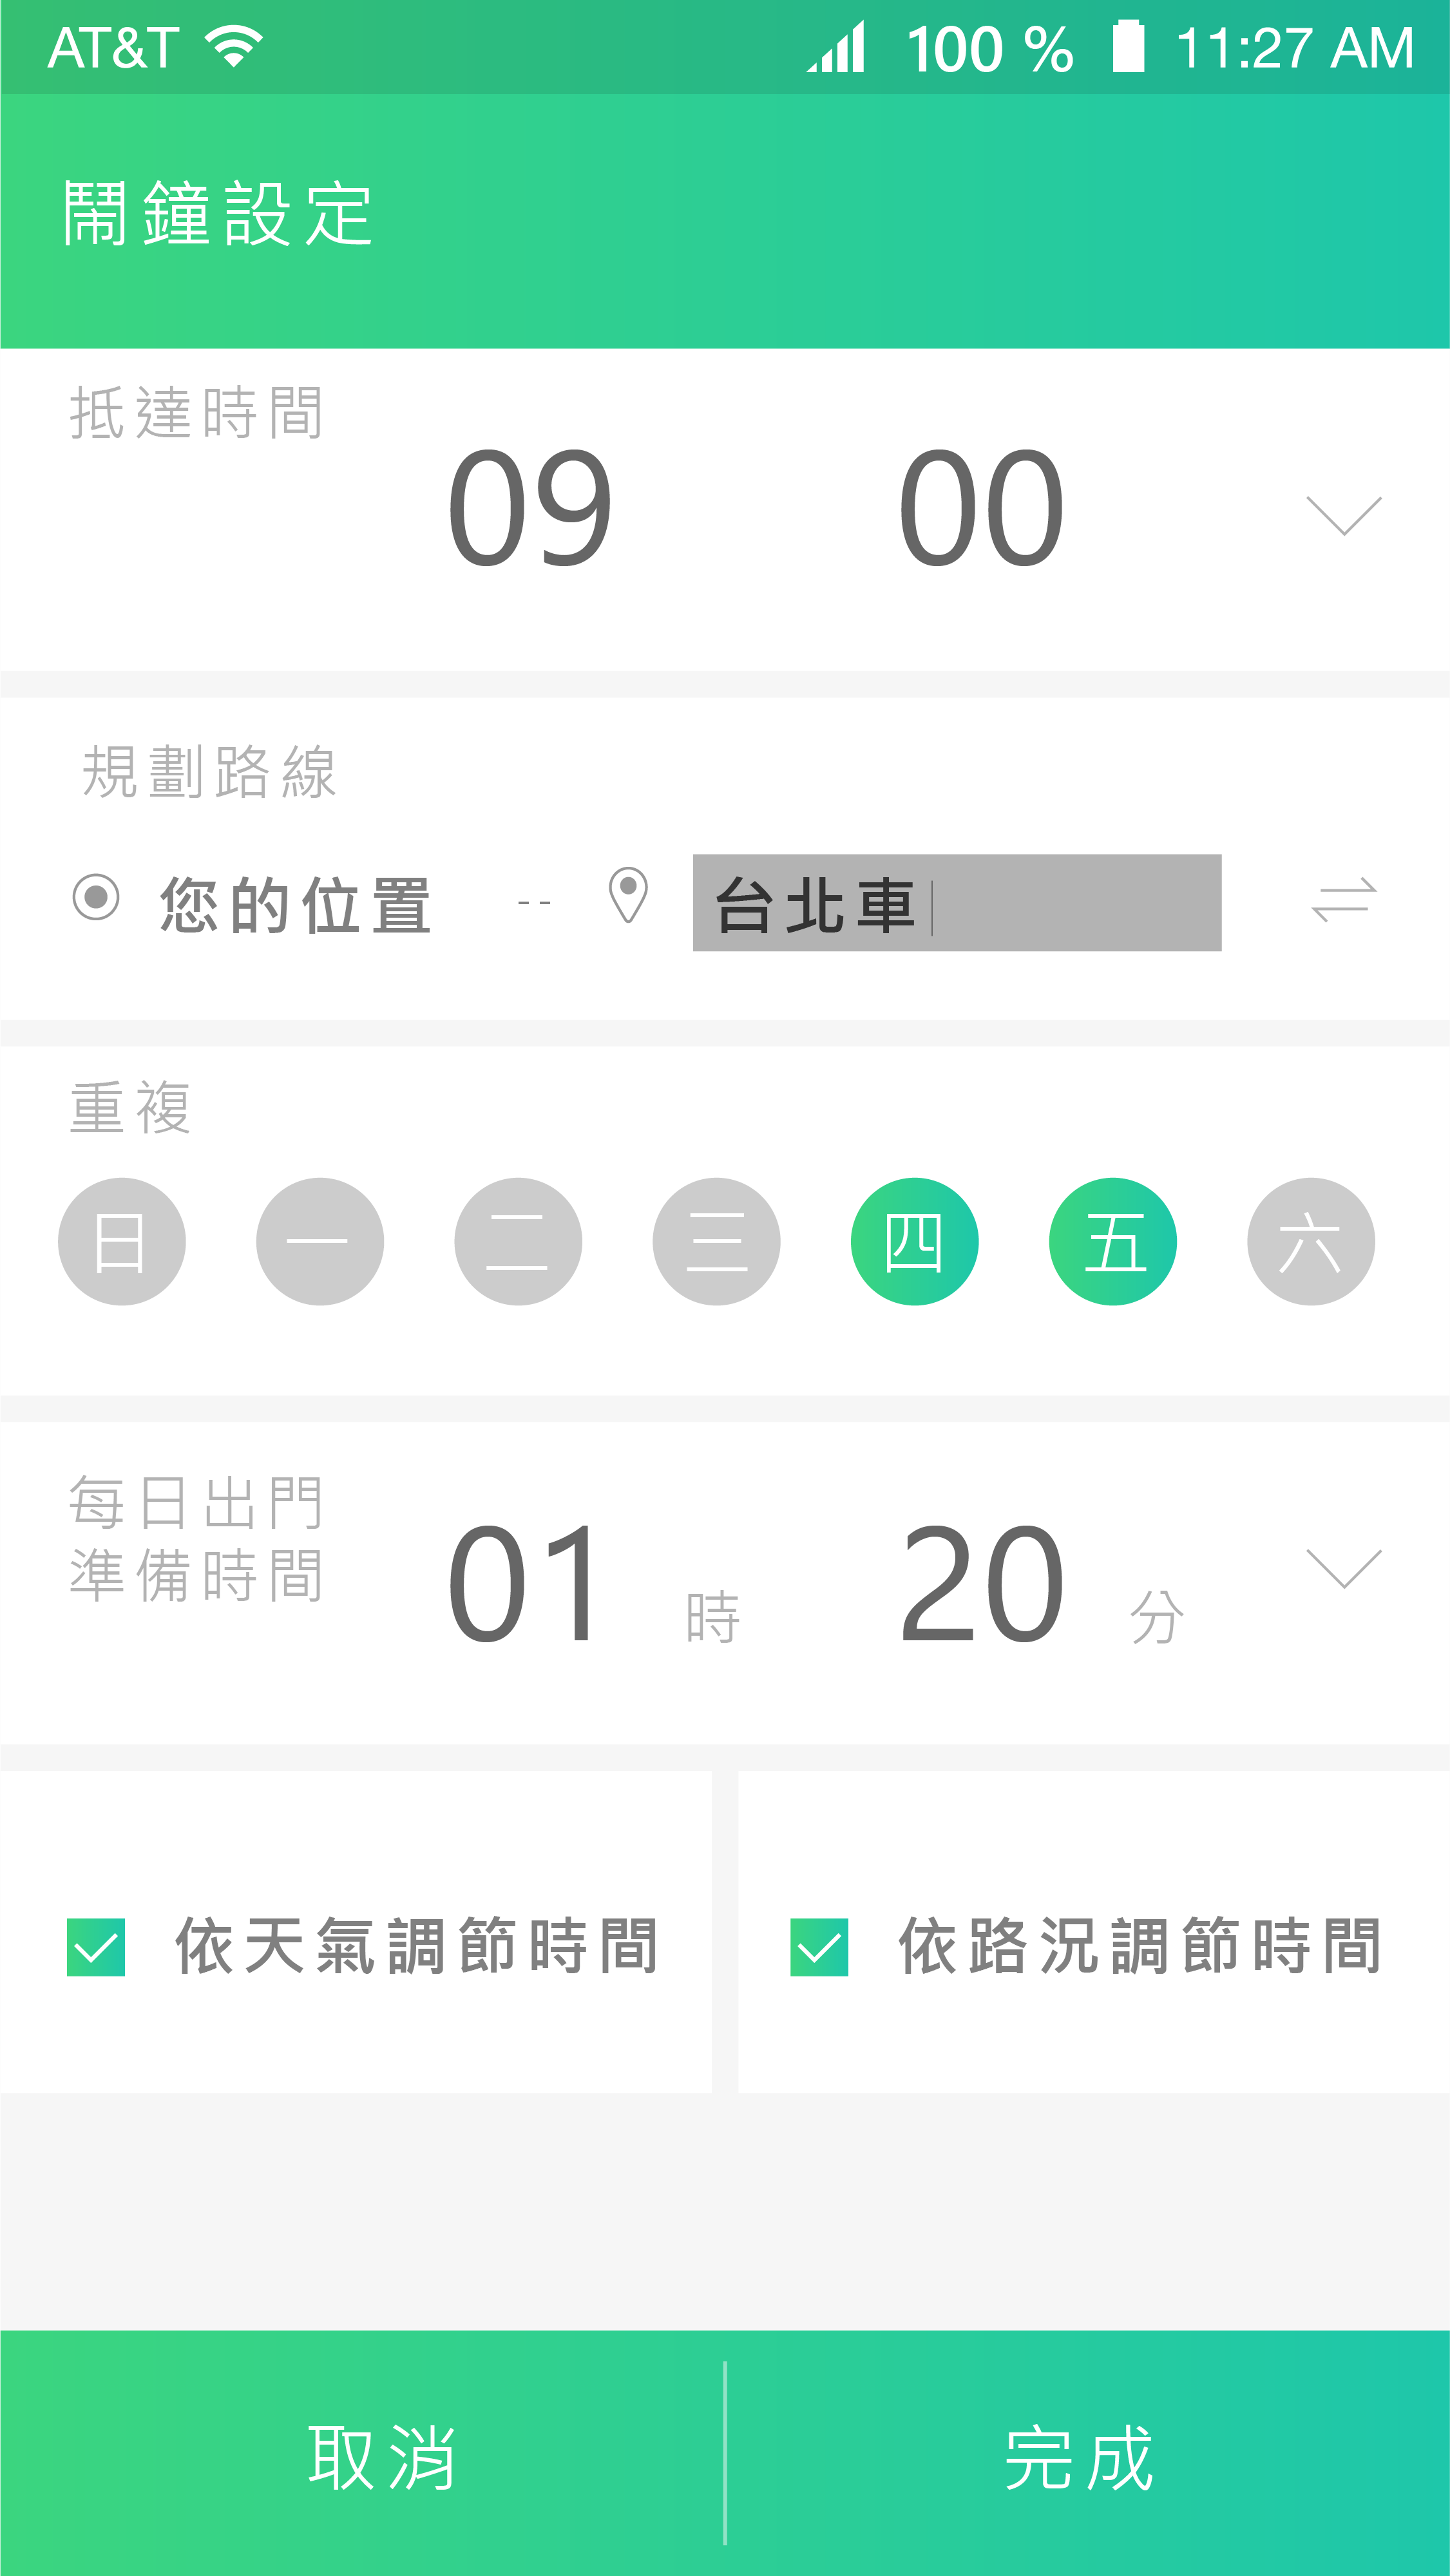 AT&T 100 % 11:27 AM
鬧鐘設定
抵達時間
09 00
規劃路線
您的位置 -- 台北車
重複
日 一 二 三 四 五 六
每日出門
準備時間
01 時 20 分
依天氣調節時間 依路況調節時間
取消 完成